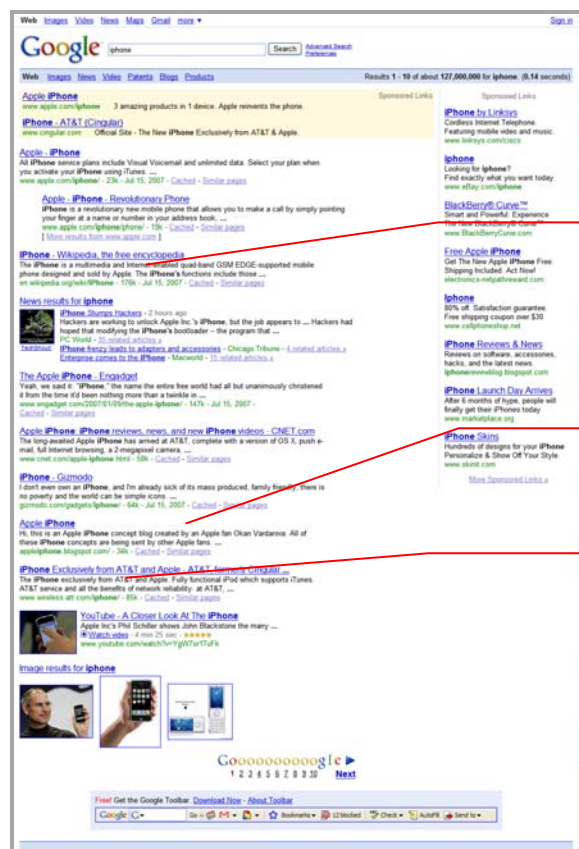 Web Images Video News Maps Gmail more ▼ Sign in
Google iphone Search Advanced Search
Preferences
Web Images News Video Patents Blogs Products Results 1 - 10 of about 127,000,000 for iphone. (0.14 seconds)
Apple iPhone Sponsored Links
www.apple.com/iphone 3 amazing products in 1 device. Apple reinvents the phone.
iPhone - AT&T (Cingular)
www.cingular.com Official Site - The New iPhone Exclusively from AT&T & Apple.
Apple - iPhone
All iPhone service plans include Visual Voicemail and unlimited data. Select your plan when
you activate your iPhone using iTunes. ...
www.apple.com/iphone/ - 23k - Jul 15, 2007 - Cached - Similar pages
Apple - iPhone - Revolutionary Phone
iPhone is a revolutionary new mobile phone that allows you to make a call by simply pointing
your finger at a name or number in your address book, ...
www.apple.com/iphone/phone/ - 19k - Cached - Similar pages
[ More results from www.apple.com ]
iPhone - Wikipedia, the free encyclopedia
The iPhone is a multimedia and Internet-enabled quad-band GSM EDGE-supported mobile
phone designed and sold by Apple. The iPhone's functions include those ...
en.wikipedia.org/wiki/IPhone - 176k - Jul 15, 2007 - Cached - Similar pages
News results for iphone
iPhone Stumps Hackers - 2 hours ago
Hackers are working to unlock Apple Inc.'s iPhone, but the job appears to ... Hackers had
hoped that modifying the iPhone's bootloader -- the program that ...
PC World - 35 related articles »
TechShout iPhone frenzy leads to adapters and accessories - Chicago Tribune - 4 related articles »
Enterprise comes to the iPhone - Macworld - 15 related articles »
The Apple iPhone - Engadget
Yeah, we said it. "iPhone," the name the entire free world had all but unanimously christened
it from the time it'd been nothing more than a twinkle in ...
www.engadget.com/2007/01/09/the-apple-iphone/ - 147k - Jul 15, 2007 -
Cached - Similar pages
Apple iPhone: iPhone reviews, news, and new iPhone videos - CNET.com
The long-awaited Apple iPhone has arrived at AT&T, complete with a version of OS X, push e-
mail, full Internet browsing, a 2-megapixel camera, ...
www.cnet.com/apple-iphone.html - 58k - Cached - Similar pages
iPhone - Gizmodo
I don't even own an iPhone, and I'm already sick of its mass produced, family friendly, there is
no poverty and the world can be simple icons. ...
gizmodo.com/gadgets/iphone/ - 64k - Jul 15, 2007 - Cached - Similar pages
Apple iPhone
Hi, this is an Apple iPhone concept blog created by an Apple fan Okan Vardarova. All of
these iPhone concepts are being sent by other Apple fans. ...
appleiphone.blogspot.com/ - 34k - Cached - Similar pages
iPhone Exclusively from AT&T and Apple - AT&T, formerly Cingular ...
The iPhone exclusively from AT&T and Apple. Fully functional iPod which supports iTunes.
AT&T service and all the benefits of network reliability: at AT&T, ...
www.wireless.att.com/iphone/ - 85k - Cached - Similar pages
YouTube - A Closer Look At The iPhone
Apple Inc's Phil Schiller shows John Blackstone the many ...
Watch video - 4 min 25 sec -
Image results for iphone
Gooooooooogle ▶
1 2 3 4 5 6 7 8 9 10 Next
Free! Get the Google Toolbar. Download Now - About Toolbar
Google G▾ Go Bookmarks▾ 12 blocked Check ▾ AutoFill Send to▾
Sponsored Links
iPhone by Linksys
Cordless Internet Telephone.
Featuring mobile video and music.
www.linksys.com/cisco
iphone
Looking for iphone?
Find exactly what you want today.
www.eBay.com/iphone
BlackBerry® Curve™
Smart and Powerful. Experience
The New BlackBerry® Curve™
www.BlackBerryCurve.com
Free Apple iPhone
Get The New Apple iPhone Free.
Shipping Included. Act Now!
electronics-netpathreward.com
Iphone
80% off. Satisfaction guarantee.
Free shipping coupon over $30
www.cellphoneshop.net
iPhone Reviews & News
Reviews on software, accessories,
hacks, and the latest news.
iphonereviewblog.blogspot.com
iPhone Launch Day Arrives
After 6 months of hype, people will
finally get their iPhones today
www.marketplace.org
iPhone Skins
Hundreds of designs for your iPhone
Personalize & Show Off Your Style.
www.skinit.com
More Sponsored Links »